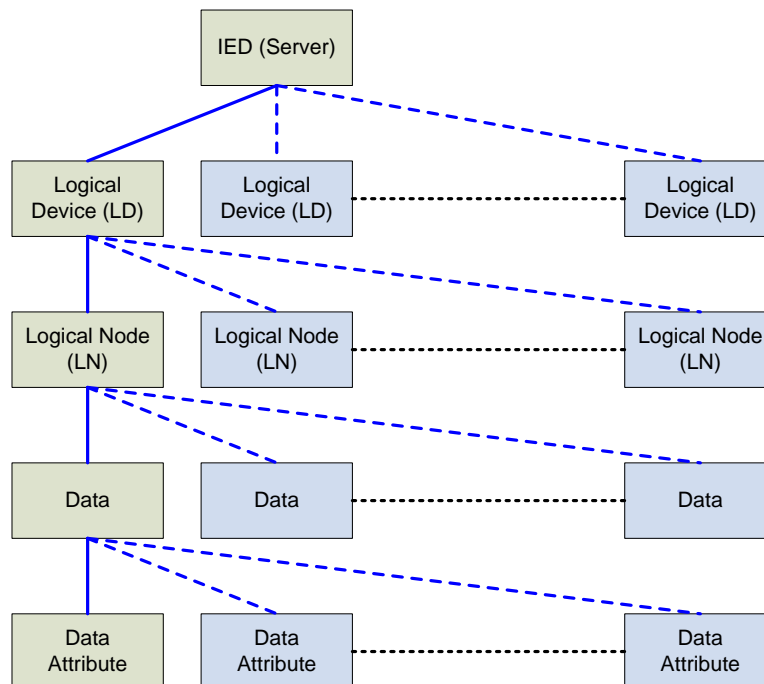 IED (Server)
Logical
Device (LD)
Logical
Device (LD)
Logical
Device (LD)
Logical Node
(LN)
Logical Node
(LN)
Logical Node
(LN)
Data
Data
Data
Data
Attribute
Data
Attribute
Data
Attribute